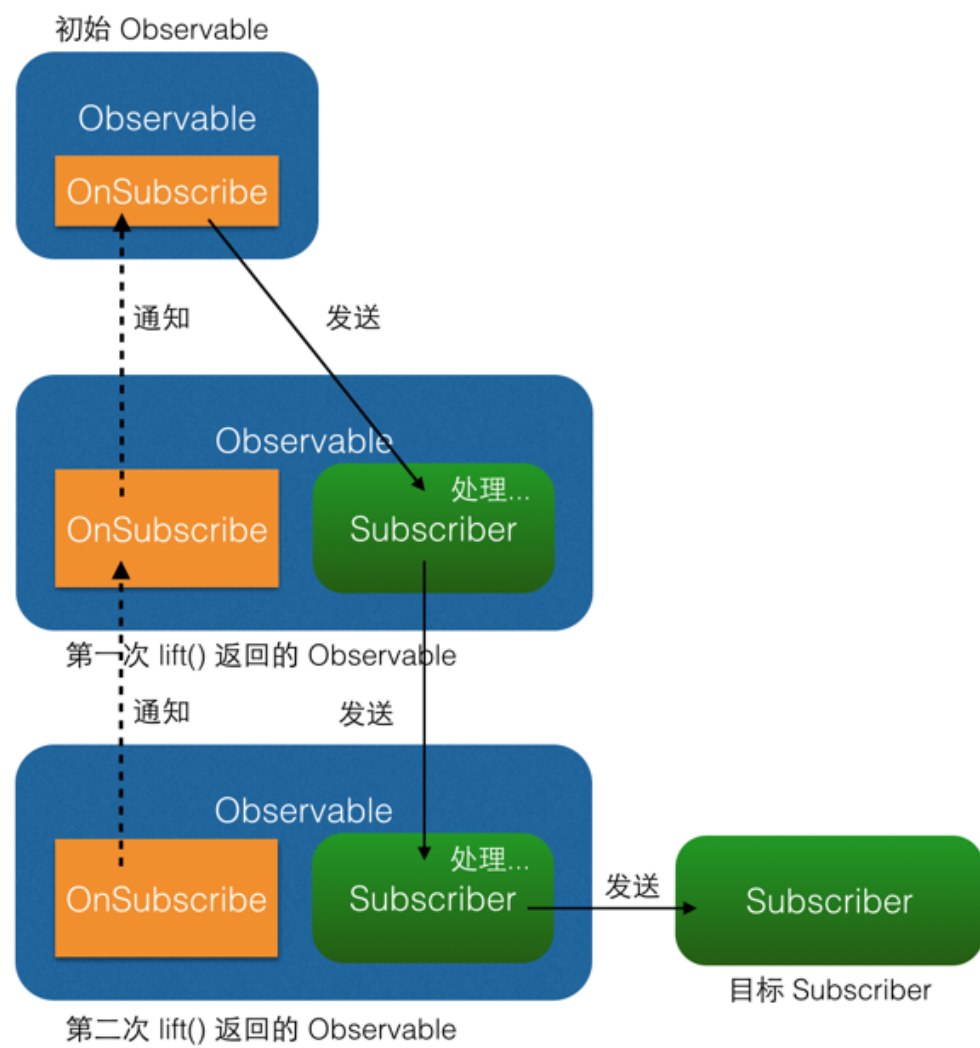 初始 Observable
Observable
OnSubscribe
通知
发送
Observable
处理...
OnSubscribe
Subscriber
第一次 lift() 返回的 Observable
通知
发送
Observable
处理...
OnSubscribe
Subscriber
发送
Subscriber
目标 Subscriber
第二次 lift() 返回的 Observable